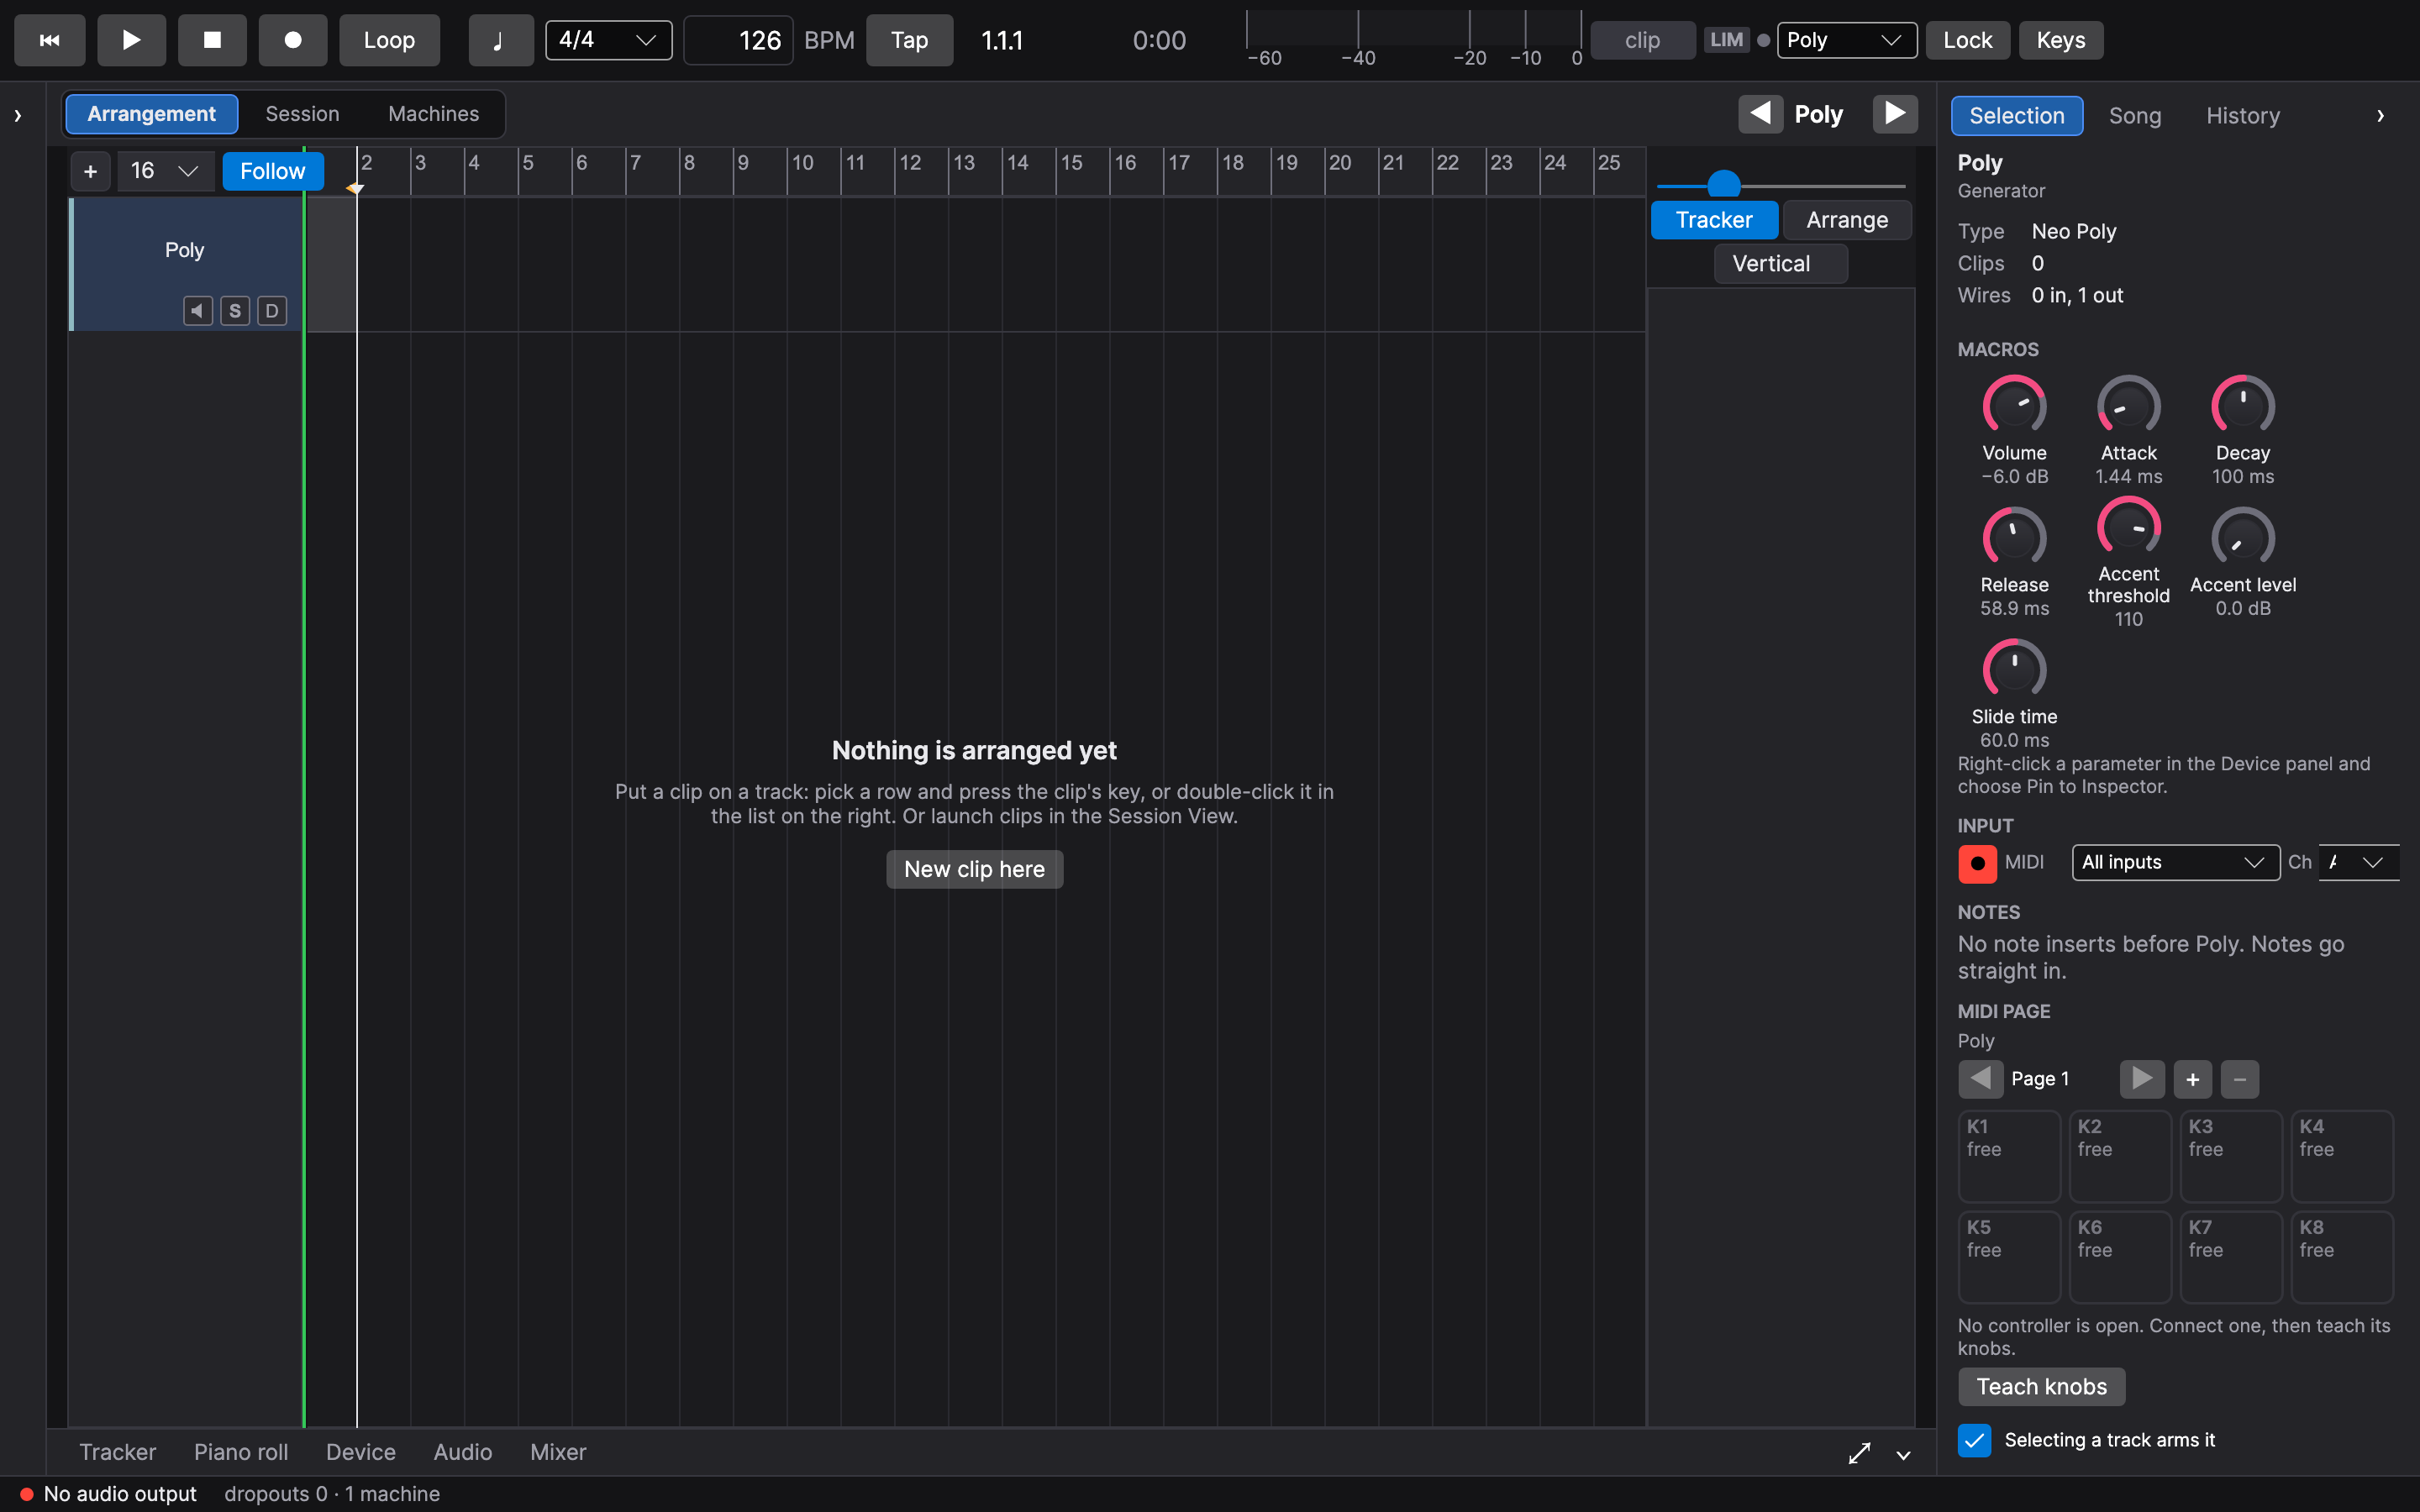 Loop
4/4
126 BPM
Tap
1.1.1
0:00
−60 −40 −20 −10 0
clip
LIM
Poly
Lock
Keys
Arrangement
Session
Machines
Poly
Selection
Song
History
+
16
Follow
2 3 4 5 6 7 8 9 10 11 12 13 14 15 16 17 18 19 20 21 22 23 24 25
Poly
S
D
Tracker
Arrange
Vertical
Nothing is arranged yet
Put a clip on a track: pick a row and press the clip's key, or double-click it in
the list on the right. Or launch clips in the Session View.
New clip here
Poly
Generator
Type Neo Poly
Clips 0
Wires 0 in, 1 out
MACROS
Volume Attack Decay
−6.0 dB 1.44 ms 100 ms
Release Accent threshold Accent level
58.9 ms 110 0.0 dB
Slide time
60.0 ms
Right-click a parameter in the Device panel and
choose Pin to Inspector.
INPUT
MIDI All inputs Ch
NOTES
No note inserts before Poly. Notes go
straight in.
MIDI PAGE
Poly
Page 1 + −
K1 K2 K3 K4
free free free free
K5 K6 K7 K8
free free free free
No controller is open. Connect one, then teach its
knobs.
Teach knobs
Selecting a track arms it
Tracker
Piano roll
Device
Audio
Mixer
No audio output
dropouts 0 · 1 machine